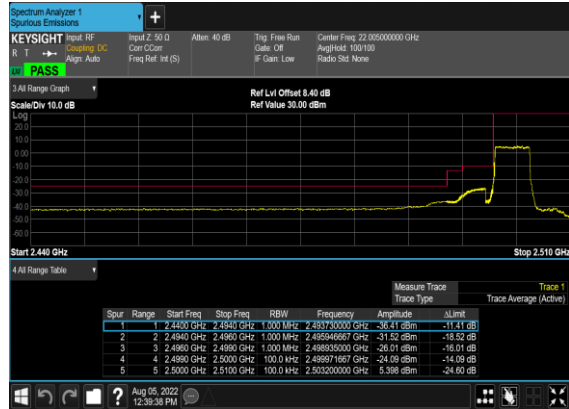 Spectrum Analyzer 1
Spurious Emissions
KEYSIGHT Input: RF Input Z: 50 Ω Atten: 40 dB Trig: Free Run Center Freq: 22.005000000 GHz
R T Coupling: DC Corr CCorr Gate: Off Avg|Hold: 100/100
Align: Auto Freq Ref: Int (S) IF Gain: Low Radio Std: None
PASS
3 All Range Graph
Ref Lvl Offset 8.40 dB
Scale/Div 10.0 dB Ref Value 30.00 dBm
Log
20.0
10.0
0.00
-10.0
-20.0
-30.0
-40.0
-50.0
-60.0
Start 2.440 GHz Stop 2.510 GHz
4 All Range Table
Measure Trace Trace 1
Trace Type Trace Average (Active)
Spur Range Start Freq Stop Freq RBW Frequency Amplitude ΔLimit
1 1 2.4400 GHz 2.4940 GHz 1.000 MHz 2.493730000 GHz -36.41 dBm -11.41 dB
2 2 2.4940 GHz 2.4960 GHz 1.000 MHz 2.495946667 GHz -31.52 dBm -18.52 dB
3 3 2.4960 GHz 2.4990 GHz 1.000 MHz 2.498935000 GHz -26.01 dBm -16.01 dB
4 4 2.4990 GHz 2.5000 GHz 100.0 kHz 2.499971667 GHz -24.09 dBm -14.09 dB
5 5 2.5000 GHz 2.5100 GHz 100.0 kHz 2.503200000 GHz 5.398 dBm -24.60 dB
?
Aug 05, 2022
12:39:38 PM